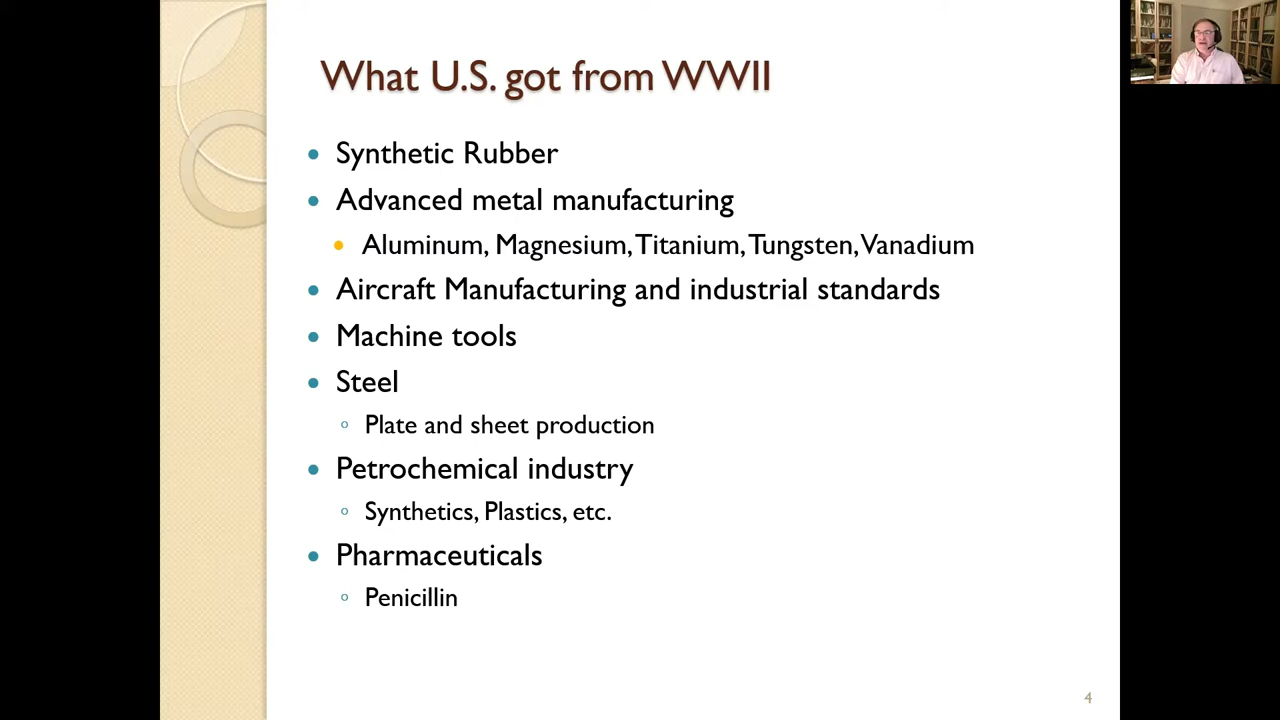 What U.S. got from WWII
Synthetic Rubber
Advanced metal manufacturing
Aluminum, Magnesium, Titanium, Tungsten, Vanadium
Aircraft Manufacturing and industrial standards
Machine tools
Steel
Plate and sheet production
Petrochemical industry
Synthetics, Plastics, etc.
Pharmaceuticals
Penicillin
4